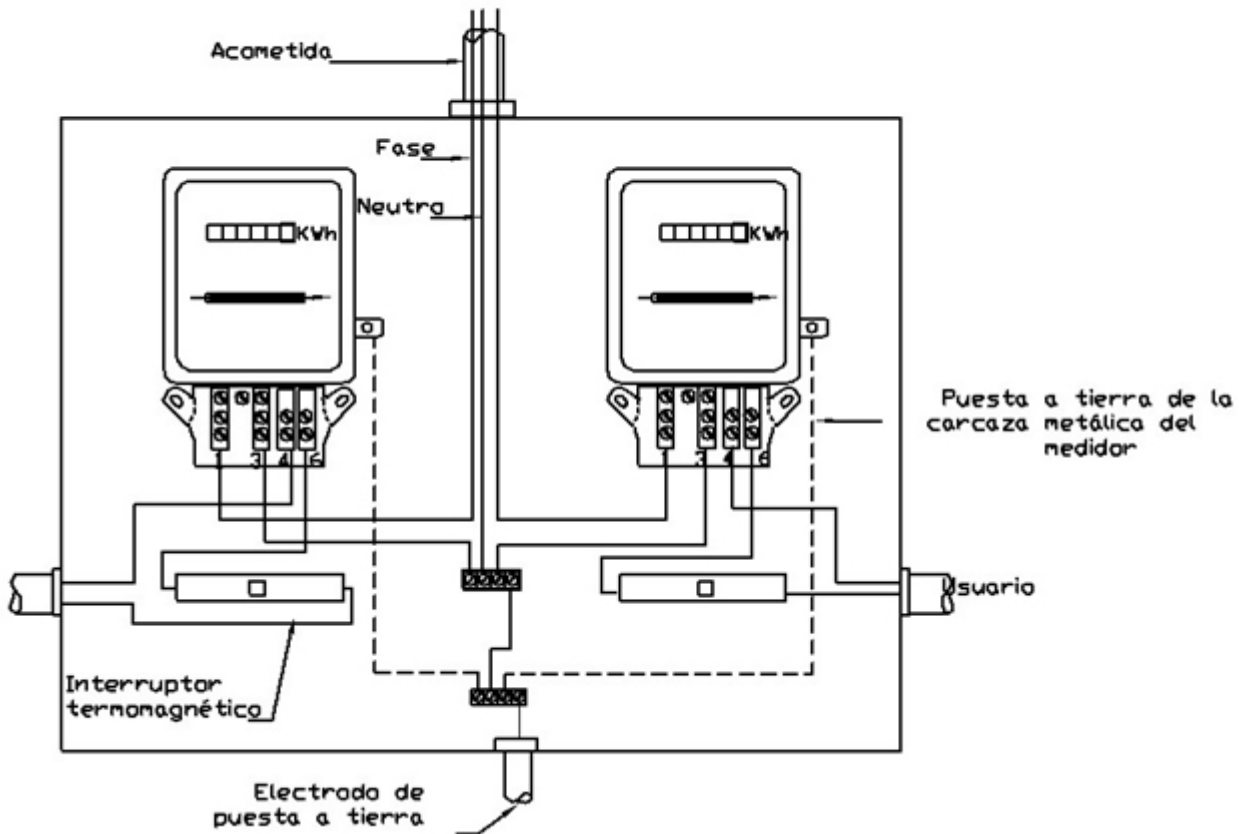 Acometida
Fase
Neutro
KWh
KWh
Puesta a tierra de la
carcaza metálica del
medidor
1 3 4 6
1 3 4 6
Usuario
Interruptor
termomagnético
Electrodo de
puesta a tierra